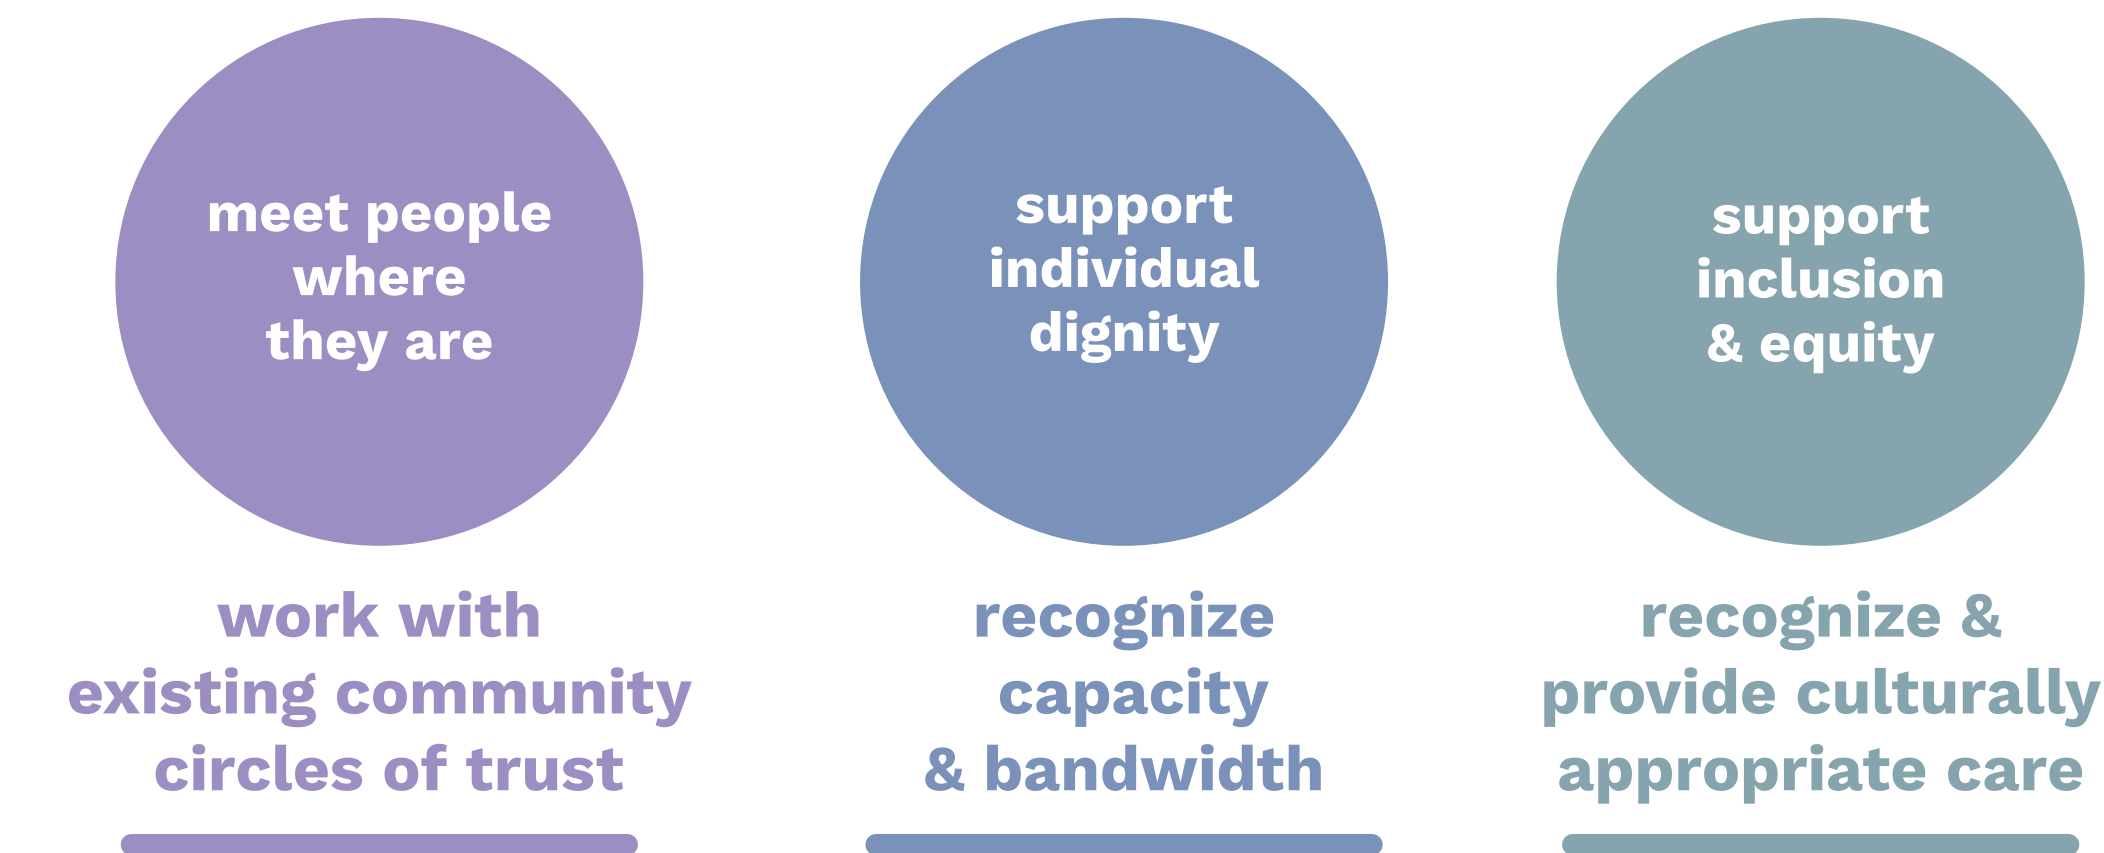 meet people
where
they are
work with
existing community
circles of trust
support
individual
dignity
recognize
capacity
& bandwidth
support
inclusion
& equity
recognize &
provide culturally
appropriate care